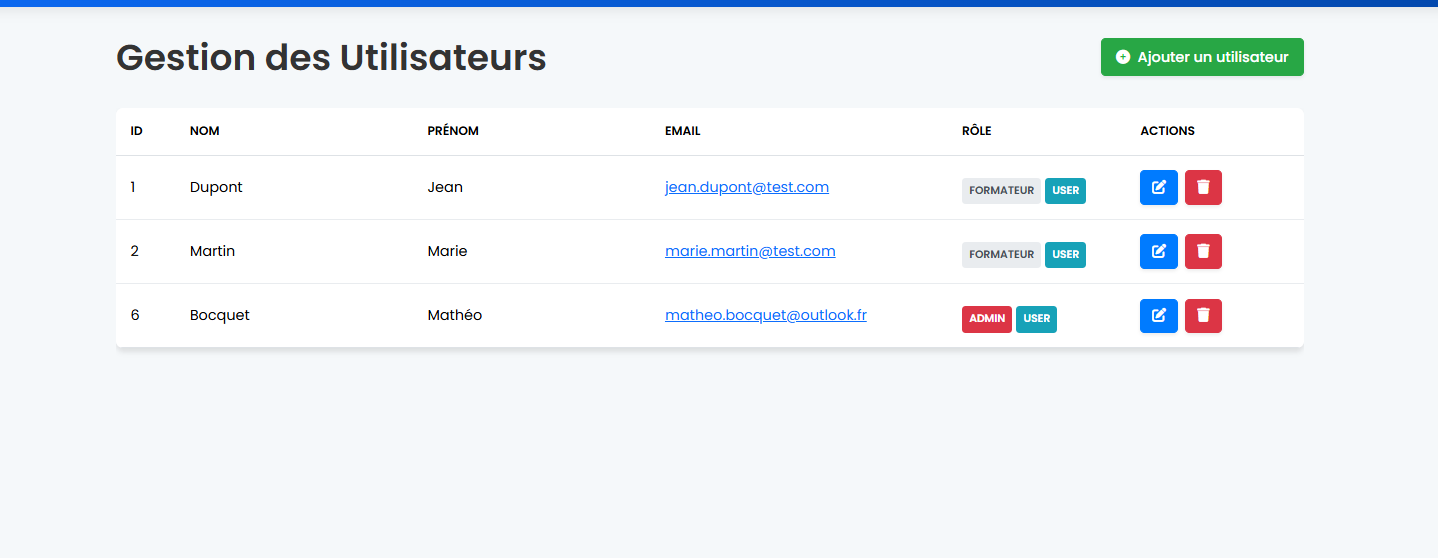 Gestion des Utilisateurs
Ajouter un utilisateur
ID NOM PRÉNOM EMAIL RÔLE ACTIONS
1 Dupont Jean jean.dupont@test.com FORMATEUR USER
2 Martin Marie marie.martin@test.com FORMATEUR USER
6 Bocquet Mathéo matheo.bocquet@outlook.fr ADMIN USER